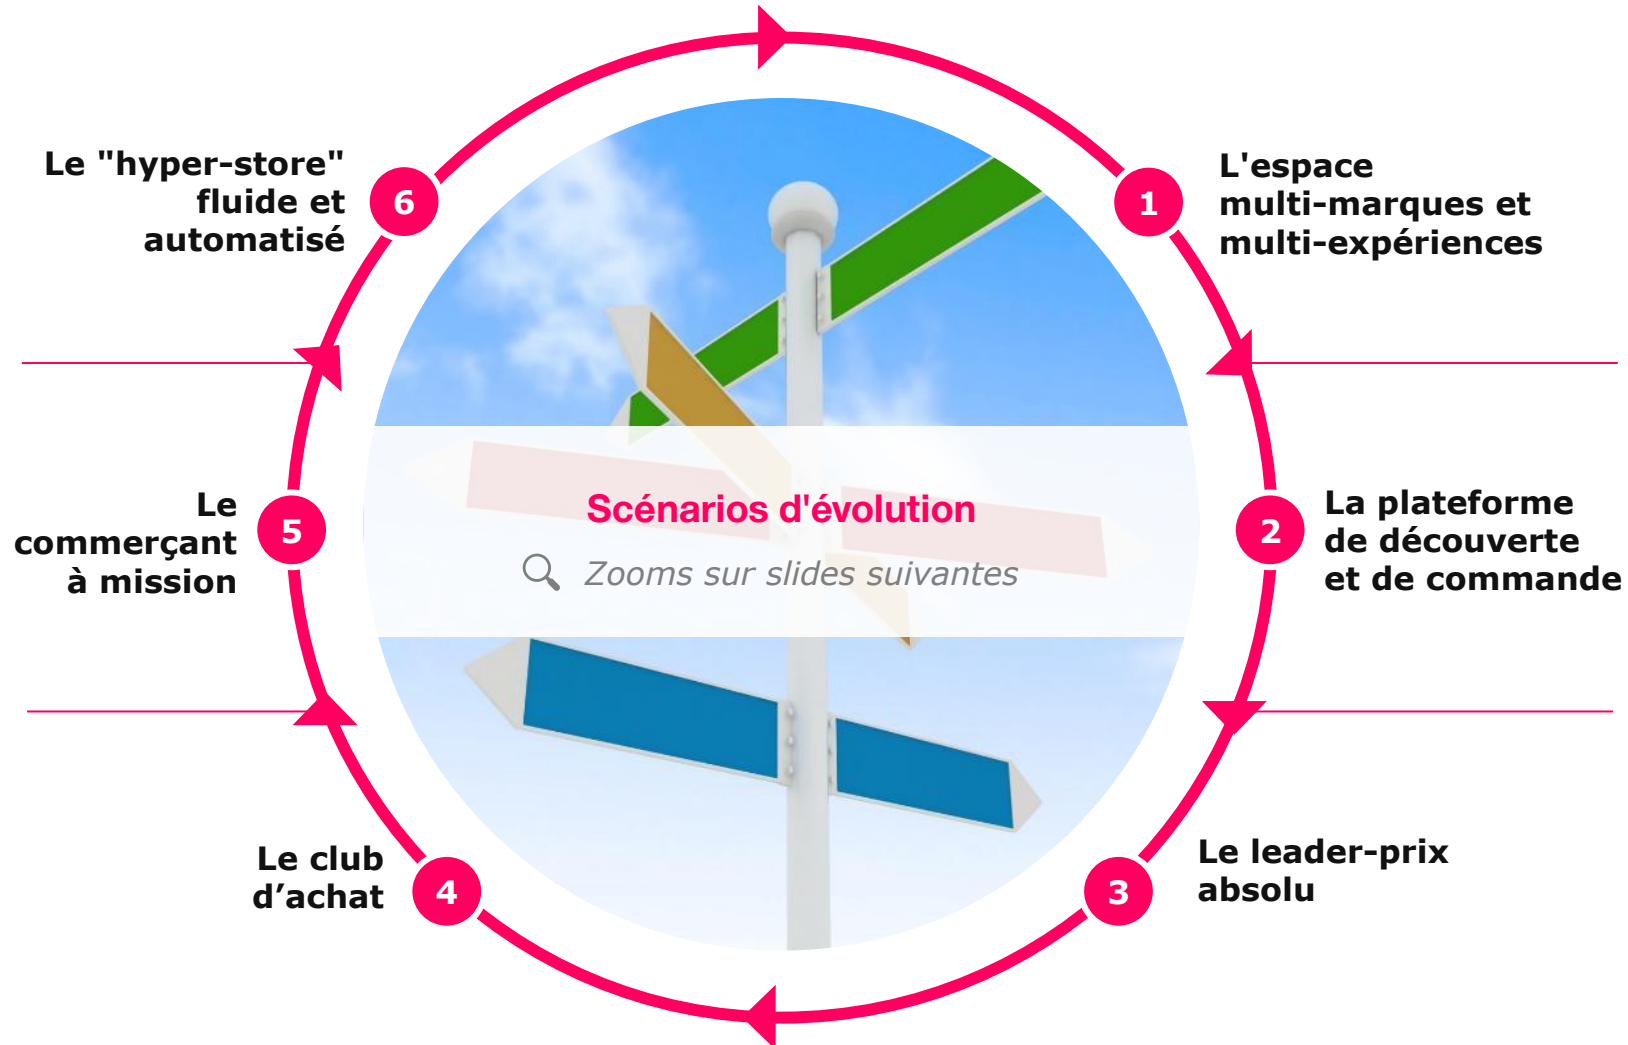 Scénarios d'évolution
Zooms sur slides suivantes
1
L'espace
multi-marques et
multi-expériences
2
La plateforme
de découverte
et de commande
3
Le leader-prix
absolu
4
Le club
d’achat
5
Le
commerçant
à mission
6
Le "hyper-store"
fluide et
automatisé